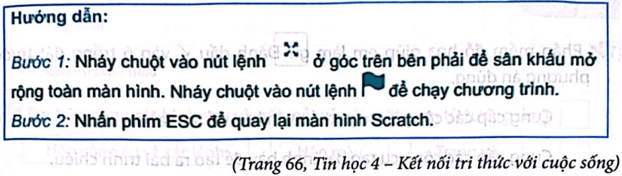 Hướng dẫn:
Bước 1: Nháy chuột vào nút lệnh ở góc trên bên phải để sân khấu mở
rộng toàn màn hình. Nháy chuột vào nút lệnh để chạy chương trình.
Bước 2: Nhấn phím ESC để quay lại màn hình Scratch.
(Trang 66, Tin học 4 – Kết nối tri thức với cuộc sống)